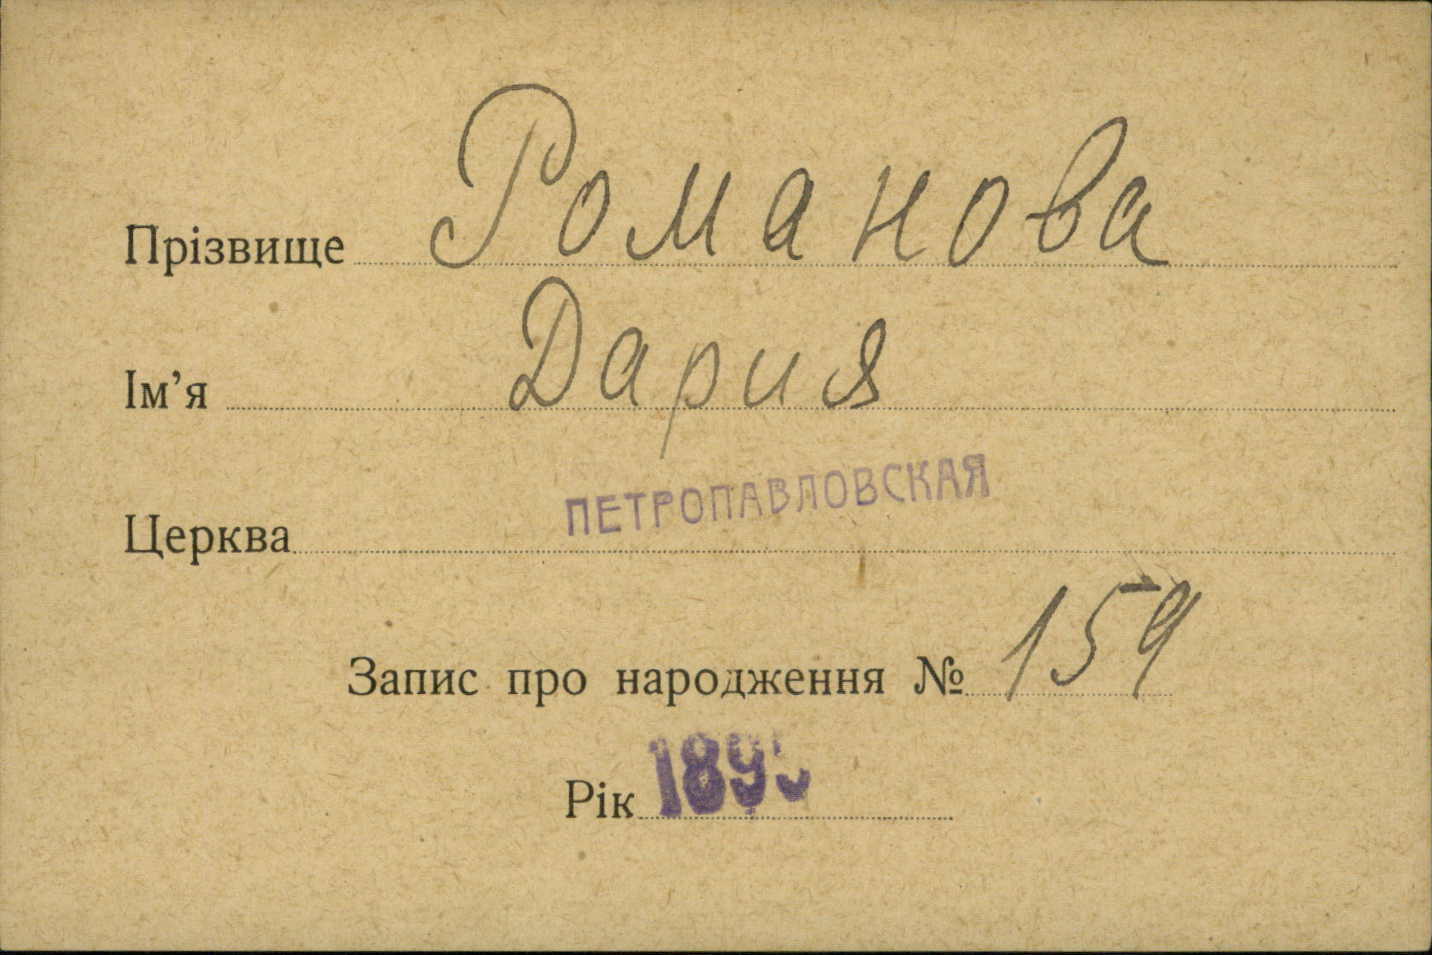 Прізвище Романова
Ім’я Дария
Церква ПЕТРОПАВЛОВСКАЯ
Запис про народження № 159
Рік